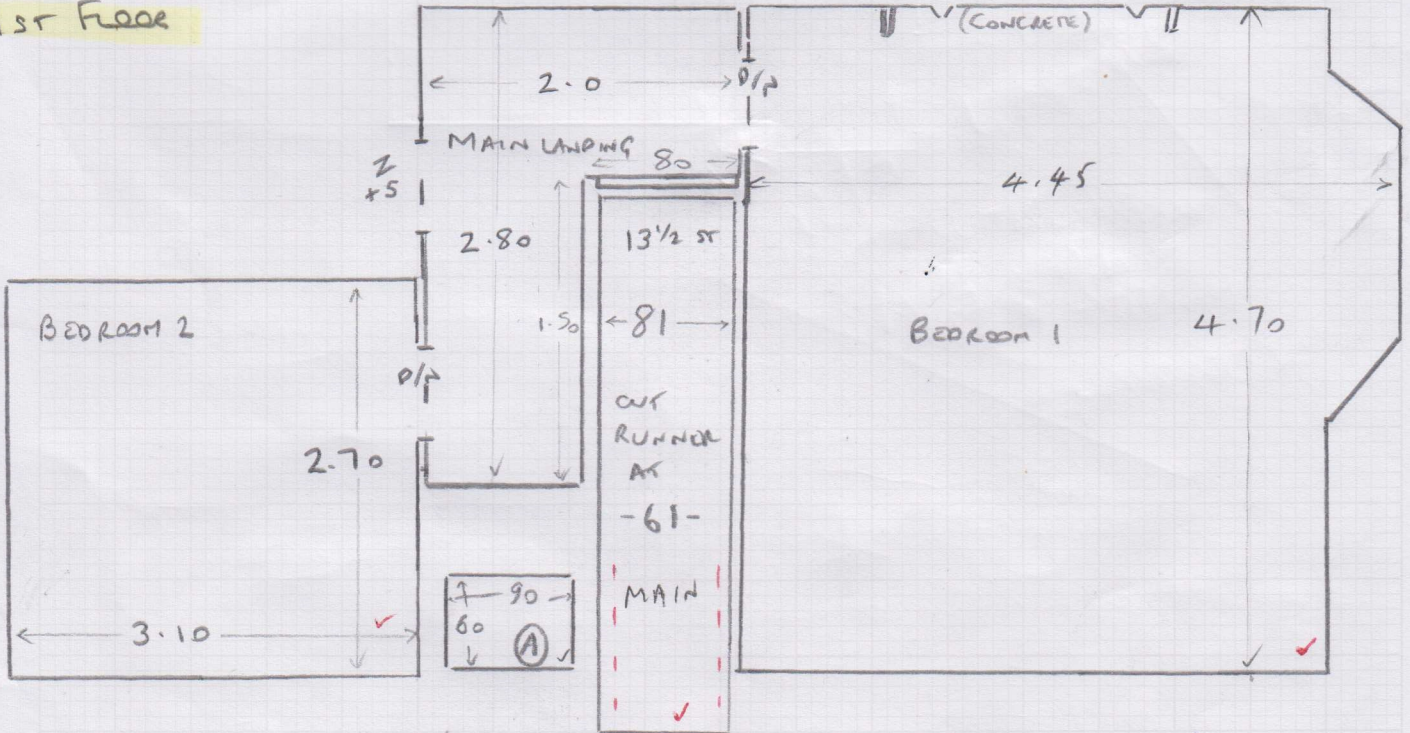 1ST FLOOR
(CONCRETE)
2.0
D/P
MAIN LANDING
80
4.45
2.80
13 1/2 ST
BEDROOM 2
1.50
81
BEDROOM 1
4.70
D/P
CUT
RUNNER
AT
2.70
-61-
90
MAIN
60
A
3.10